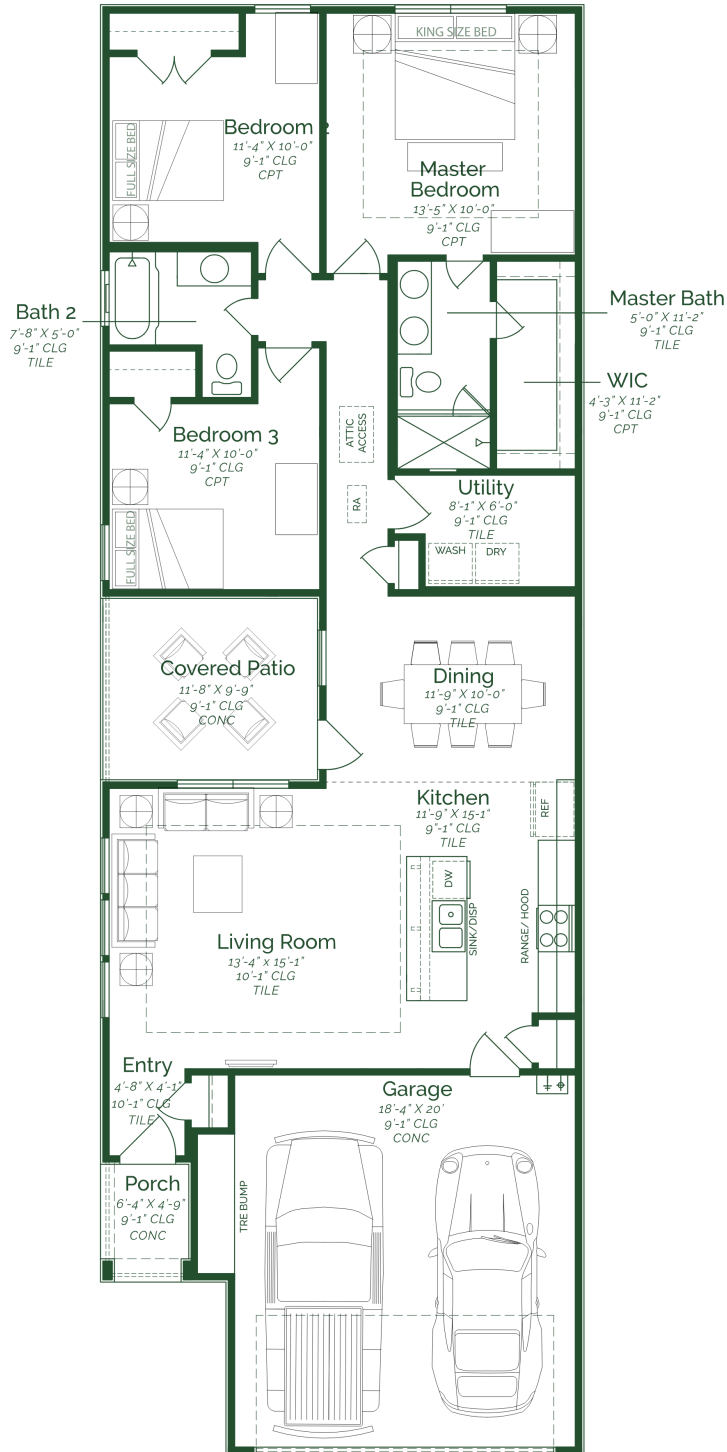 KING SIZE BED
Bedroom 2
11'-4" X 10'-0"
9'-1" CLG
CPT
FULL SIZE BED
Master
Bedroom
13'-5" X 10'-0"
9'-1" CLG
CPT
Bath 2
7'-8" X 5'-0"
9'-1" CLG
TILE
Master Bath
5'-0" X 11'-2"
9'-1" CLG
TILE
WIC
4'-3" X 11'-2"
9'-1" CLG
CPT
ATTIC
ACCESS
Bedroom 3
11'-4" X 10'-0"
9'-1" CLG
CPT
FULL SIZE BED
RA
Utility
8'-1" X 6'-0"
9'-1" CLG
TILE
WASH
DRY
Covered Patio
11'-8" X 9'-9"
9'-1" CLG
CONC
Dining
11'-9" X 10'-0"
9'-1" CLG
TILE
Kitchen
11'-9" X 15'-1"
9"-1" CLG
TILE
REF
DW
SINK/DISP
RANGE/ HOOD
Living Room
13'-4" x 15'-1"
10'-1" CLG
TILE
Entry
4'-8" X 4'-1"
10'-1" CLG
TILE
Garage
18'-4" X 20'
9'-1" CLG
CONC
Porch
6'-4" X 4'-9"
9'-1" CLG
CONC
TRE BUMP